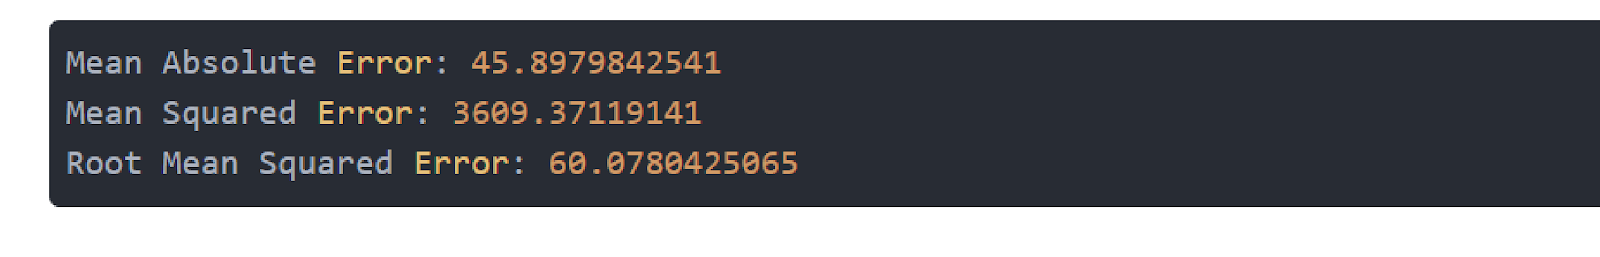 Mean Absolute Error: 45.8979842541
Mean Squared Error: 3609.37119141
Root Mean Squared Error: 60.0780425065